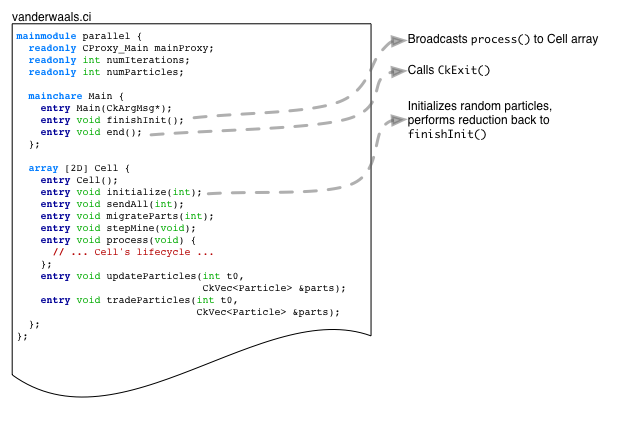 vanderwaals.ci
mainmodule parallel {
  readonly CProxy_Main mainProxy;
  readonly int numIterations;
  readonly int numParticles;
  mainchare Main {
    entry Main(CkArgMsg*);
    entry void finishInit();
    entry void end();
  };
  array [2D] Cell {
    entry Cell();
    entry void initialize(int);
    entry void sendAll(int);
    entry void migrateParts(int);
    entry void stepMine(void);
    entry void process(void) {
      // ... Cell's lifecycle ...
    };
    entry void updateParticles(int t0,
                               CkVec<Particle> &parts);
    entry void tradeParticles(int t0,
                              CkVec<Particle> &parts);
  };
};
Broadcasts process() to Cell array
Calls CkExit()
Initializes random particles,
performs reduction back to
finishInit()